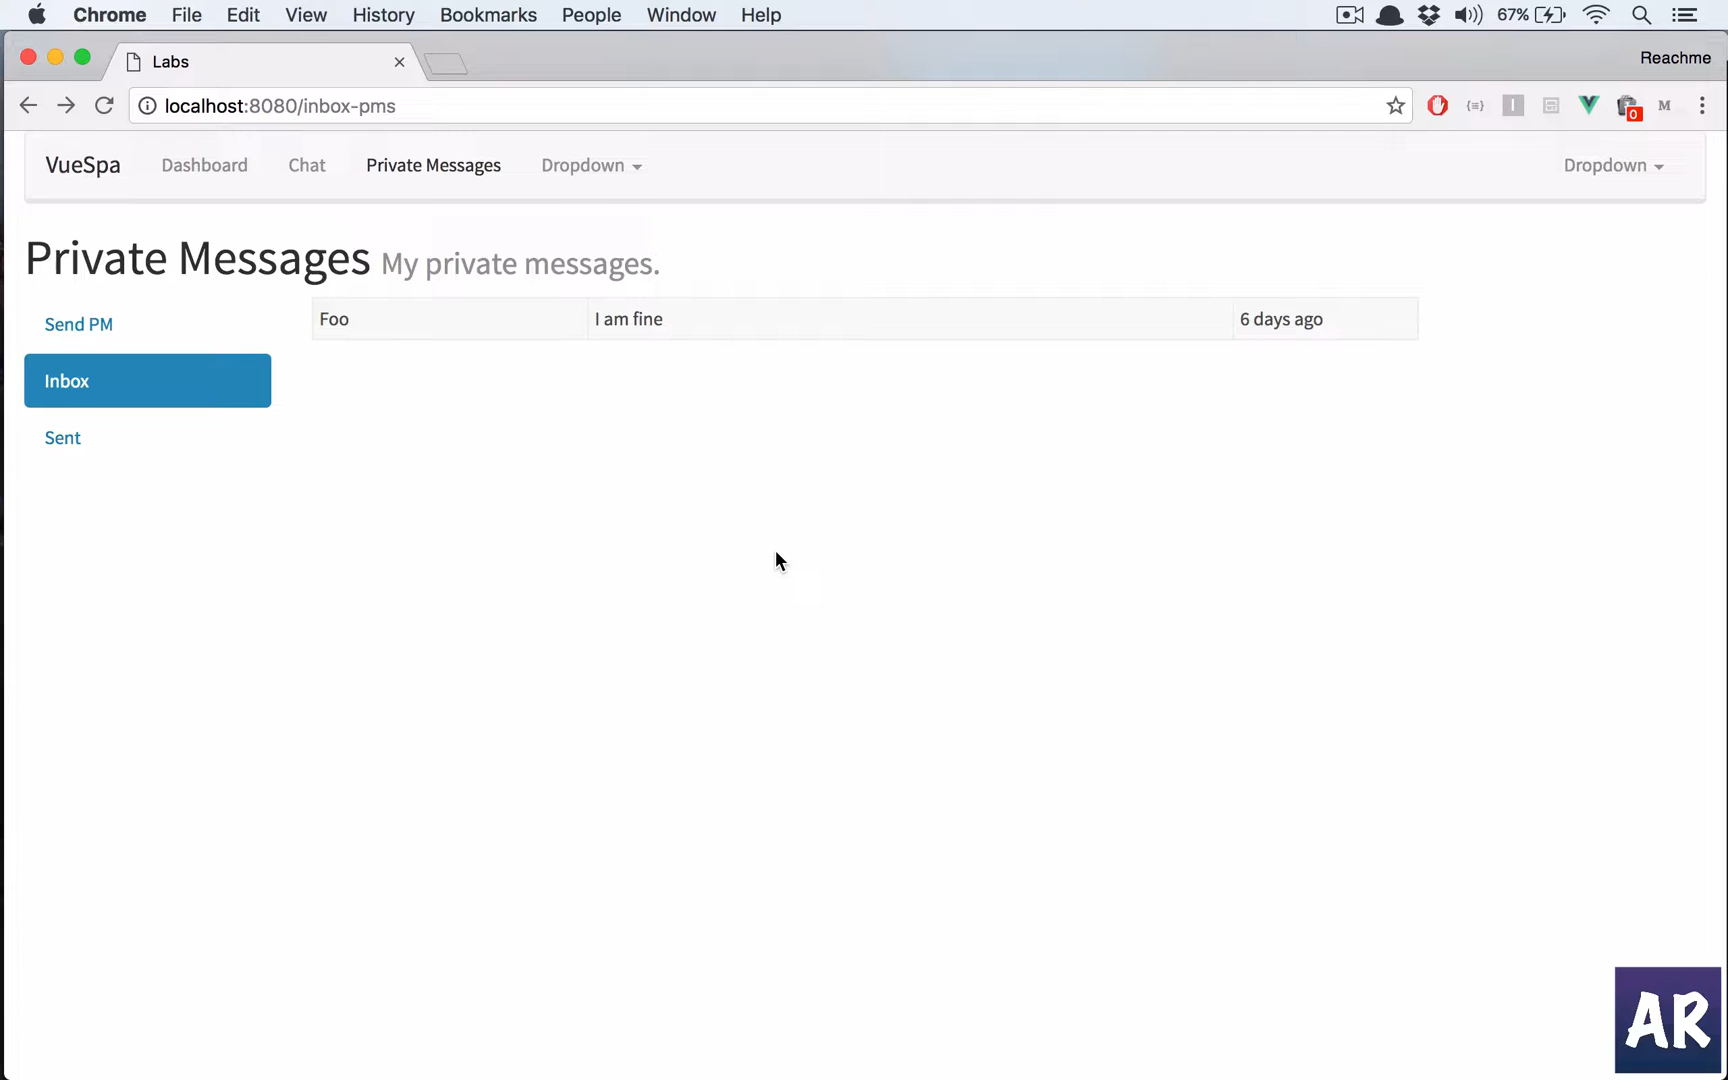 Chrome File Edit View History Bookmarks People Window Help 67%
Labs Reachme
localhost:8080/inbox-pms 0 M
VueSpa Dashboard Chat Private Messages Dropdown Dropdown
Private Messages My private messages.
Send PM
Foo I am fine 6 days ago
Inbox
Sent
AR